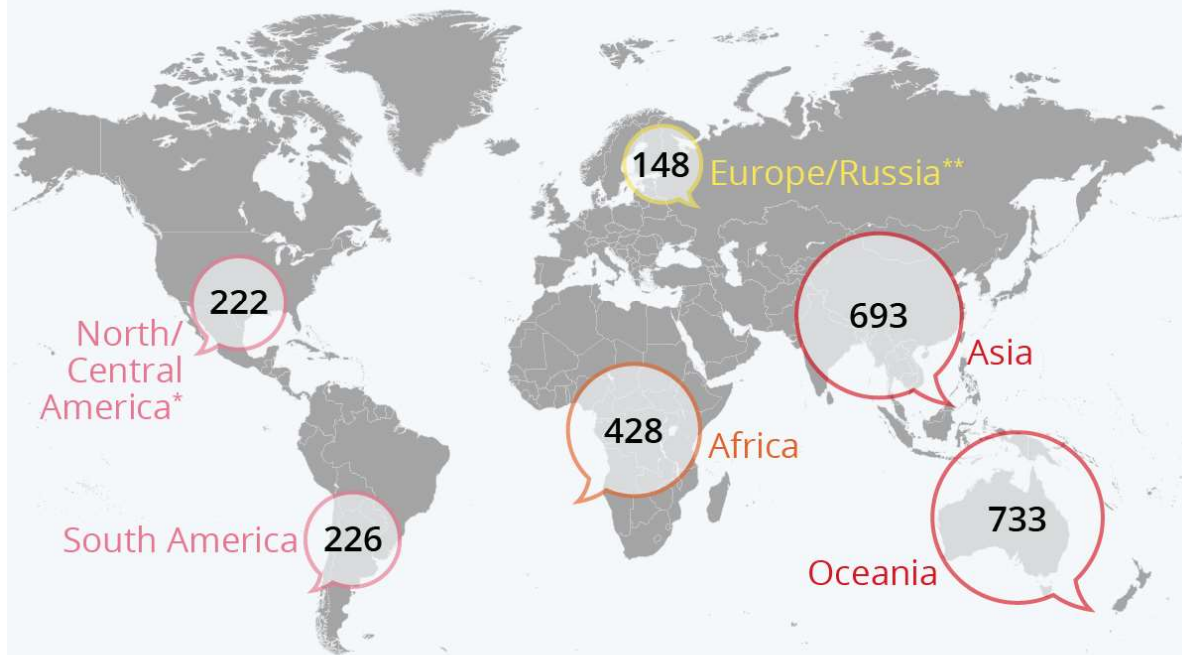 148
Europe/Russia**
222
North/
Central
America*
693
Asia
428
Africa
South America
226
733
Oceania